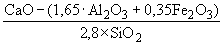 CaO−(1,65·Al₂O₃ + 0,35Fe₂O₃)
2,8×SiO₂